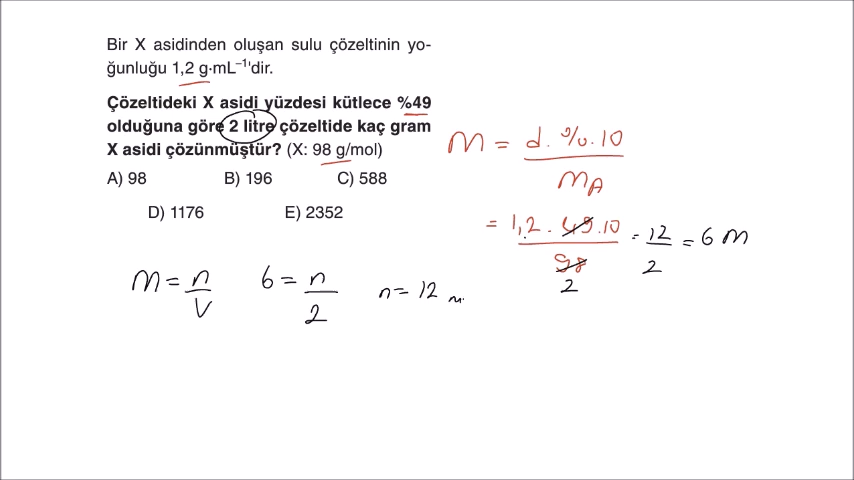 Bir X asidinden oluşan sulu çözeltinin yo-
ğunluğu 1,2 g·mL⁻¹'dir.
Çözeltideki X asidi yüzdesi kütlece %49
olduğuna göre 2 litre çözeltide kaç gram
X asidi çözünmüştür? (X: 98 g/mol)
A) 98 B) 196 C) 588
D) 1176 E) 2352
M = d. %. 10
MA
= 1,2 . 49 .10 = 12 = 6 M
98 2
2
M = n 6 = n n = 12 m
V 2